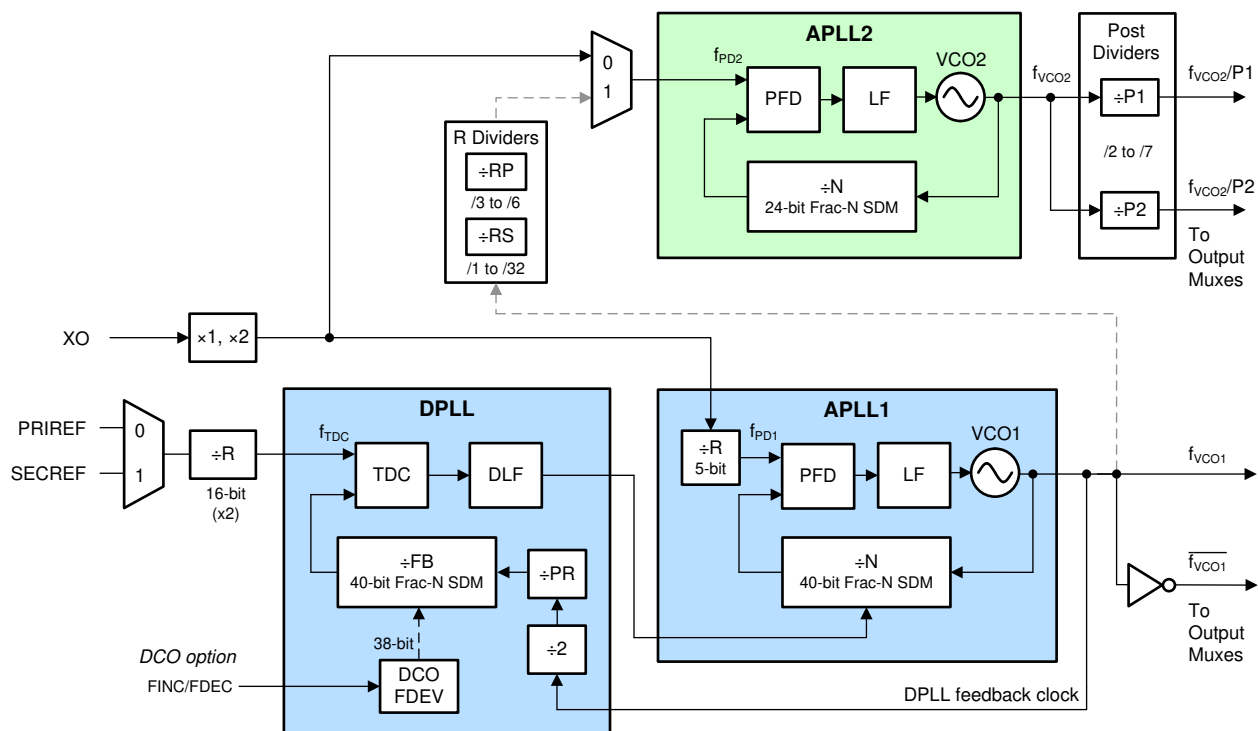 APLL2
Post
Dividers
VCO2
0
1
f_PD2
PFD
LF
f_VCO2
÷P1
f_VCO2/P1
/2 to /7
÷P2
f_VCO2/P2
÷N
24-bit Frac-N SDM
To
Output
Muxes
R Dividers
÷RP
/3 to /6
÷RS
/1 to /32
XO
×1, ×2
DPLL
APLL1
PRIREF
SECREF
0
1
÷R
16-bit
(x2)
f_TDC
TDC
DLF
÷R
5-bit
f_PD1
PFD
LF
VCO1
f_VCO1
÷FB
40-bit Frac-N SDM
÷PR
÷N
40-bit Frac-N SDM
f_VCO1
To
Output
Muxes
38-bit
÷2
DCO option
FINC/FDEC
DCO
FDEV
DPLL feedback clock